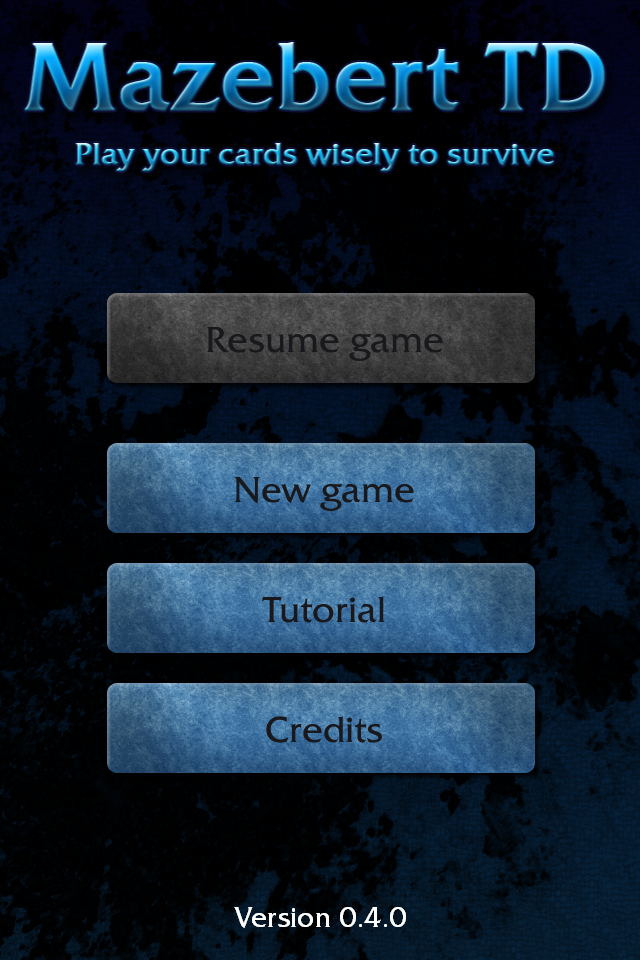 Mazebert TD
Play your cards wisely to survive
Resume game
New game
Tutorial
Credits
Version 0.4.0